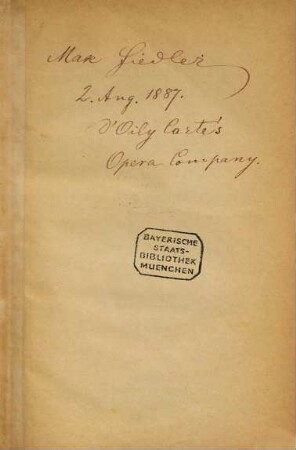 Max Fiedler
2. Aug. 1887.
D'Oily Carte's
Opera Company.
BAYERISCHE
STAATS-
BIBLIOTHEK
MUENCHEN